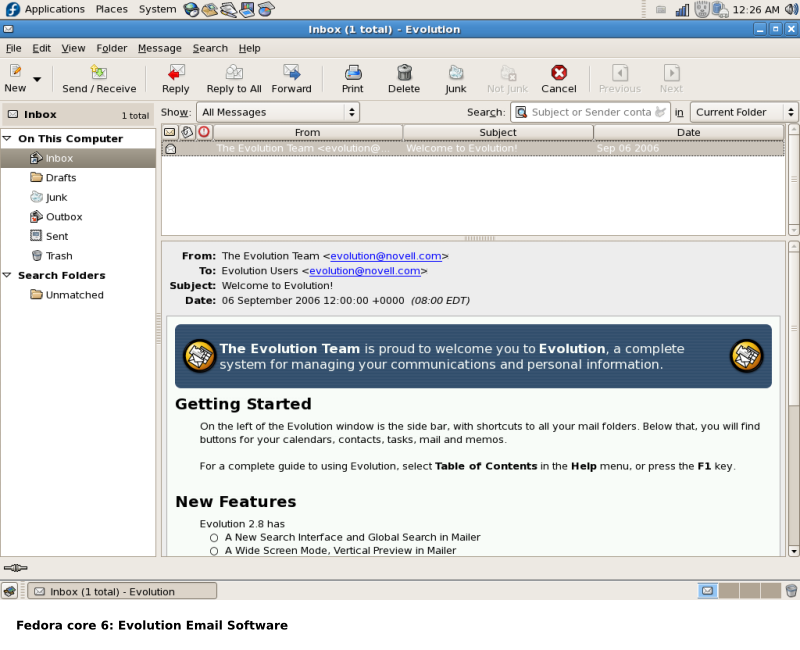 Applications Places System 12:26 AM
Inbox (1 total) - Evolution
File Edit View Folder Message Search Help
New Send / Receive Reply Reply to All Forward Print Delete Junk Not Junk Cancel Previous Next
Inbox 1 total Show: All Messages Search: Subject or Sender conta in Current Folder
On This Computer
From Subject Date
Inbox
The Evolution Team <evolution@... Welcome to Evolution! Sep 06 2006
Drafts
Junk
Outbox
Sent
Trash
Search Folders
Unmatched
From: The Evolution Team <evolution@novell.com>
To: Evolution Users <evolution@novell.com>
Subject: Welcome to Evolution!
Date: 06 September 2006 12:00:00 +0000 (08:00 EDT)
The Evolution Team is proud to welcome you to Evolution, a complete
system for managing your communications and personal information.
Getting Started
On the left of the Evolution window is the side bar, with shortcuts to all your mail folders. Below that, you will find
buttons for your calendars, contacts, tasks, mail and memos.
For a complete guide to using Evolution, select Table of Contents in the Help menu, or press the F1 key.
New Features
Evolution 2.8 has
A New Search Interface and Global Search in Mailer
A Wide Screen Mode, Vertical Preview in Mailer
Inbox (1 total) - Evolution
Fedora core 6: Evolution Email Software